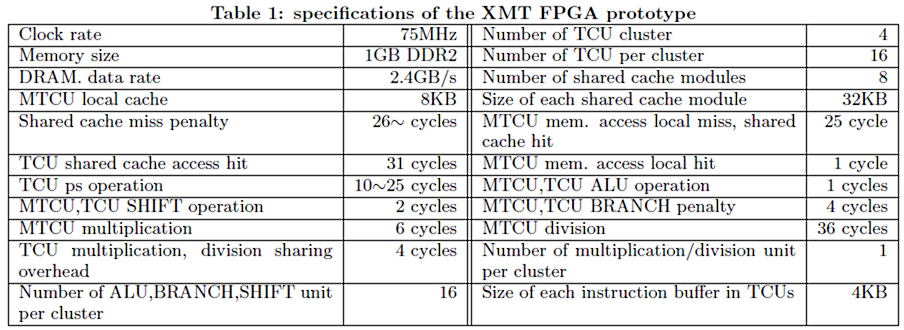 Table 1: specifications of the XMT FPGA prototype
Clock rate 75MHz Number of TCU cluster 4
Memory size 1GB DDR2 Number of TCU per cluster 16
DRAM. data rate 2.4GB/s Number of shared cache modules 8
MTCU local cache 8KB Size of each shared cache module 32KB
Shared cache miss penalty 26∼ cycles MTCU mem. access local miss, shared 25 cycle
cache hit
TCU shared cache access hit 31 cycles MTCU mem. access local hit 1 cycle
TCU ps operation 10∼25 cycles MTCU,TCU ALU operation 1 cycles
MTCU,TCU SHIFT operation 2 cycles MTCU,TCU BRANCH penalty 4 cycles
MTCU multiplication 6 cycles MTCU division 36 cycles
TCU multiplication, division sharing 4 cycles Number of multiplication/division unit 1
overhead per cluster
Number of ALU,BRANCH,SHIFT unit 16 Size of each instruction buffer in TCUs 4KB
per cluster